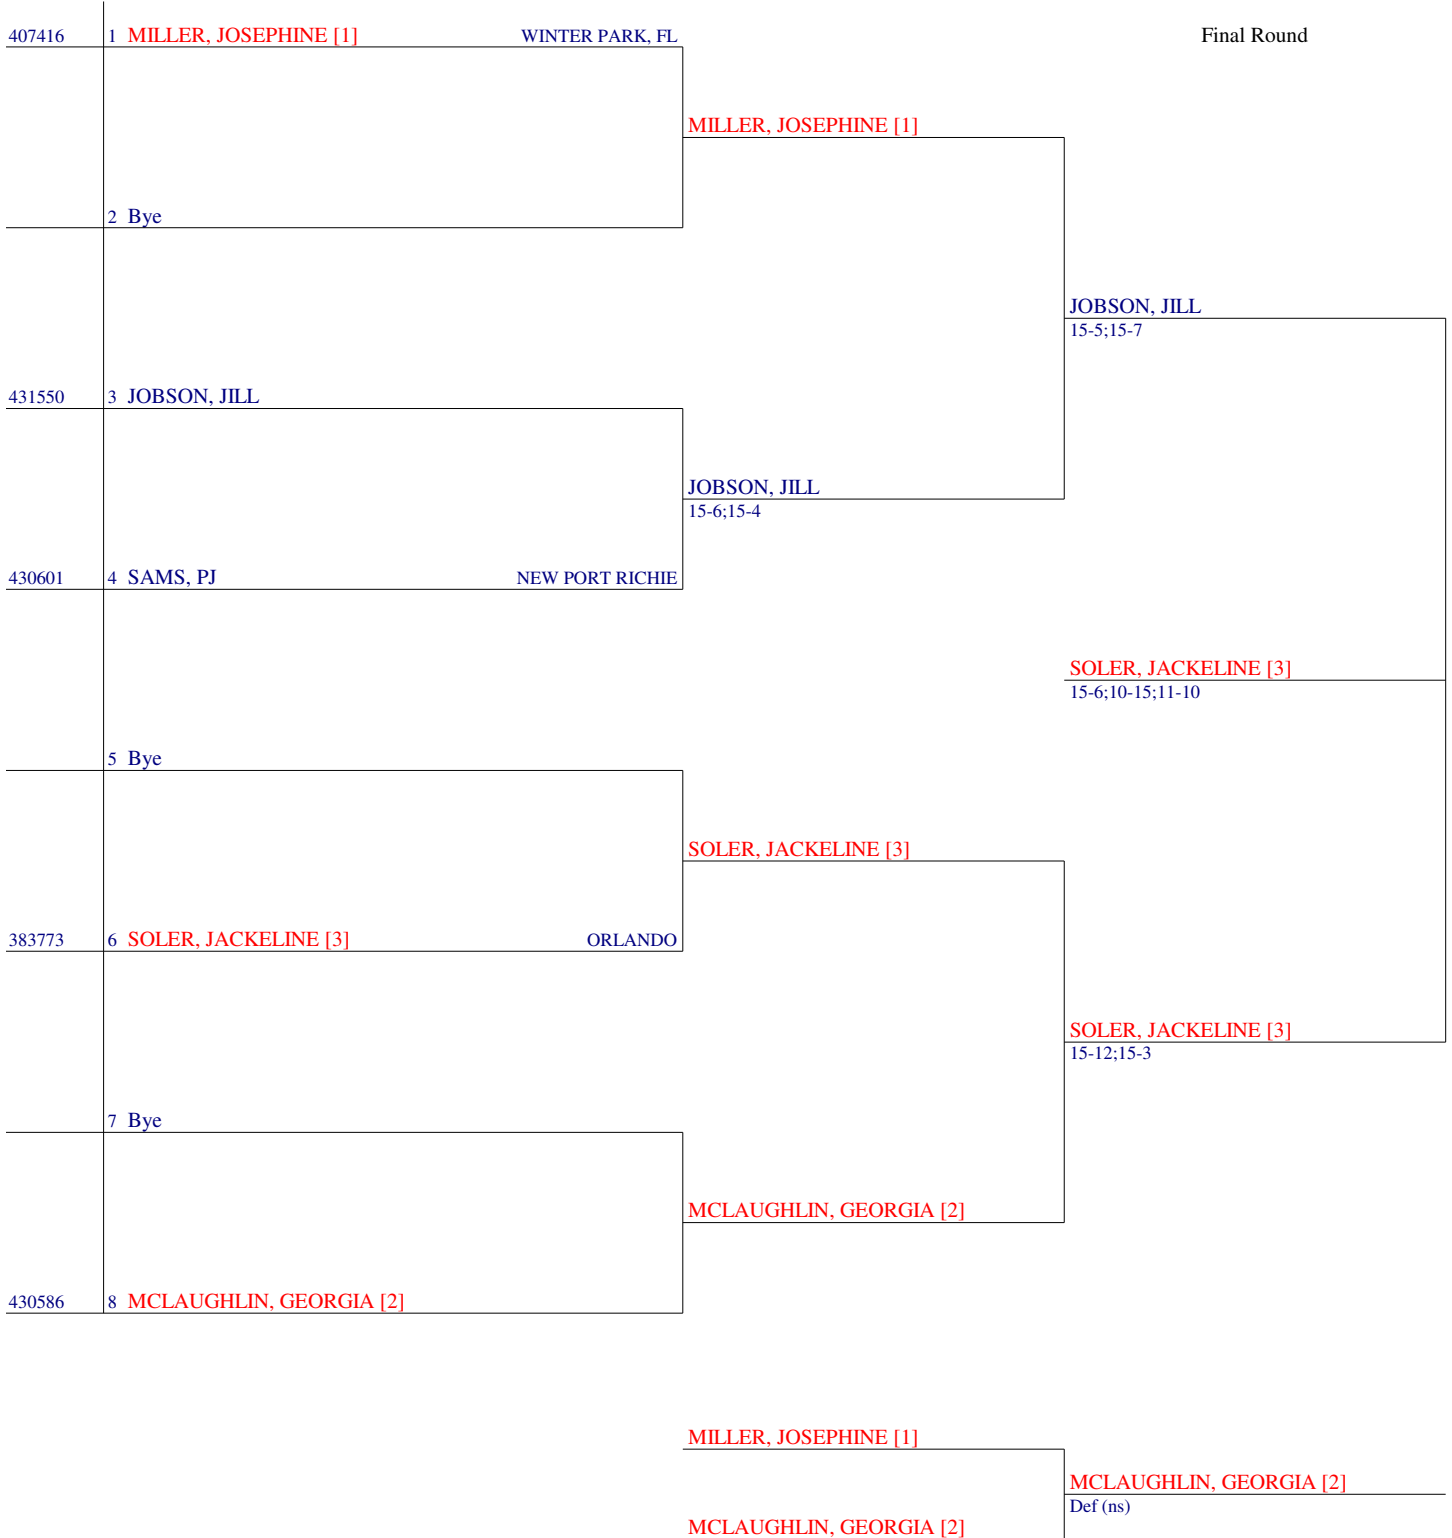 407416 1 MILLER, JOSEPHINE [1] WINTER PARK, FL Final Round
MILLER, JOSEPHINE [1]
2 Bye
JOBSON, JILL
15-5;15-7
431550 3 JOBSON, JILL
JOBSON, JILL
15-6;15-4
430601 4 SAMS, PJ NEW PORT RICHIE
SOLER, JACKELINE [3]
15-6;10-15;11-10
5 Bye
SOLER, JACKELINE [3]
383773 6 SOLER, JACKELINE [3] ORLANDO
SOLER, JACKELINE [3]
15-12;15-3
7 Bye
MCLAUGHLIN, GEORGIA [2]
430586 8 MCLAUGHLIN, GEORGIA [2]
MILLER, JOSEPHINE [1]
MCLAUGHLIN, GEORGIA [2]
Def (ns)
MCLAUGHLIN, GEORGIA [2]